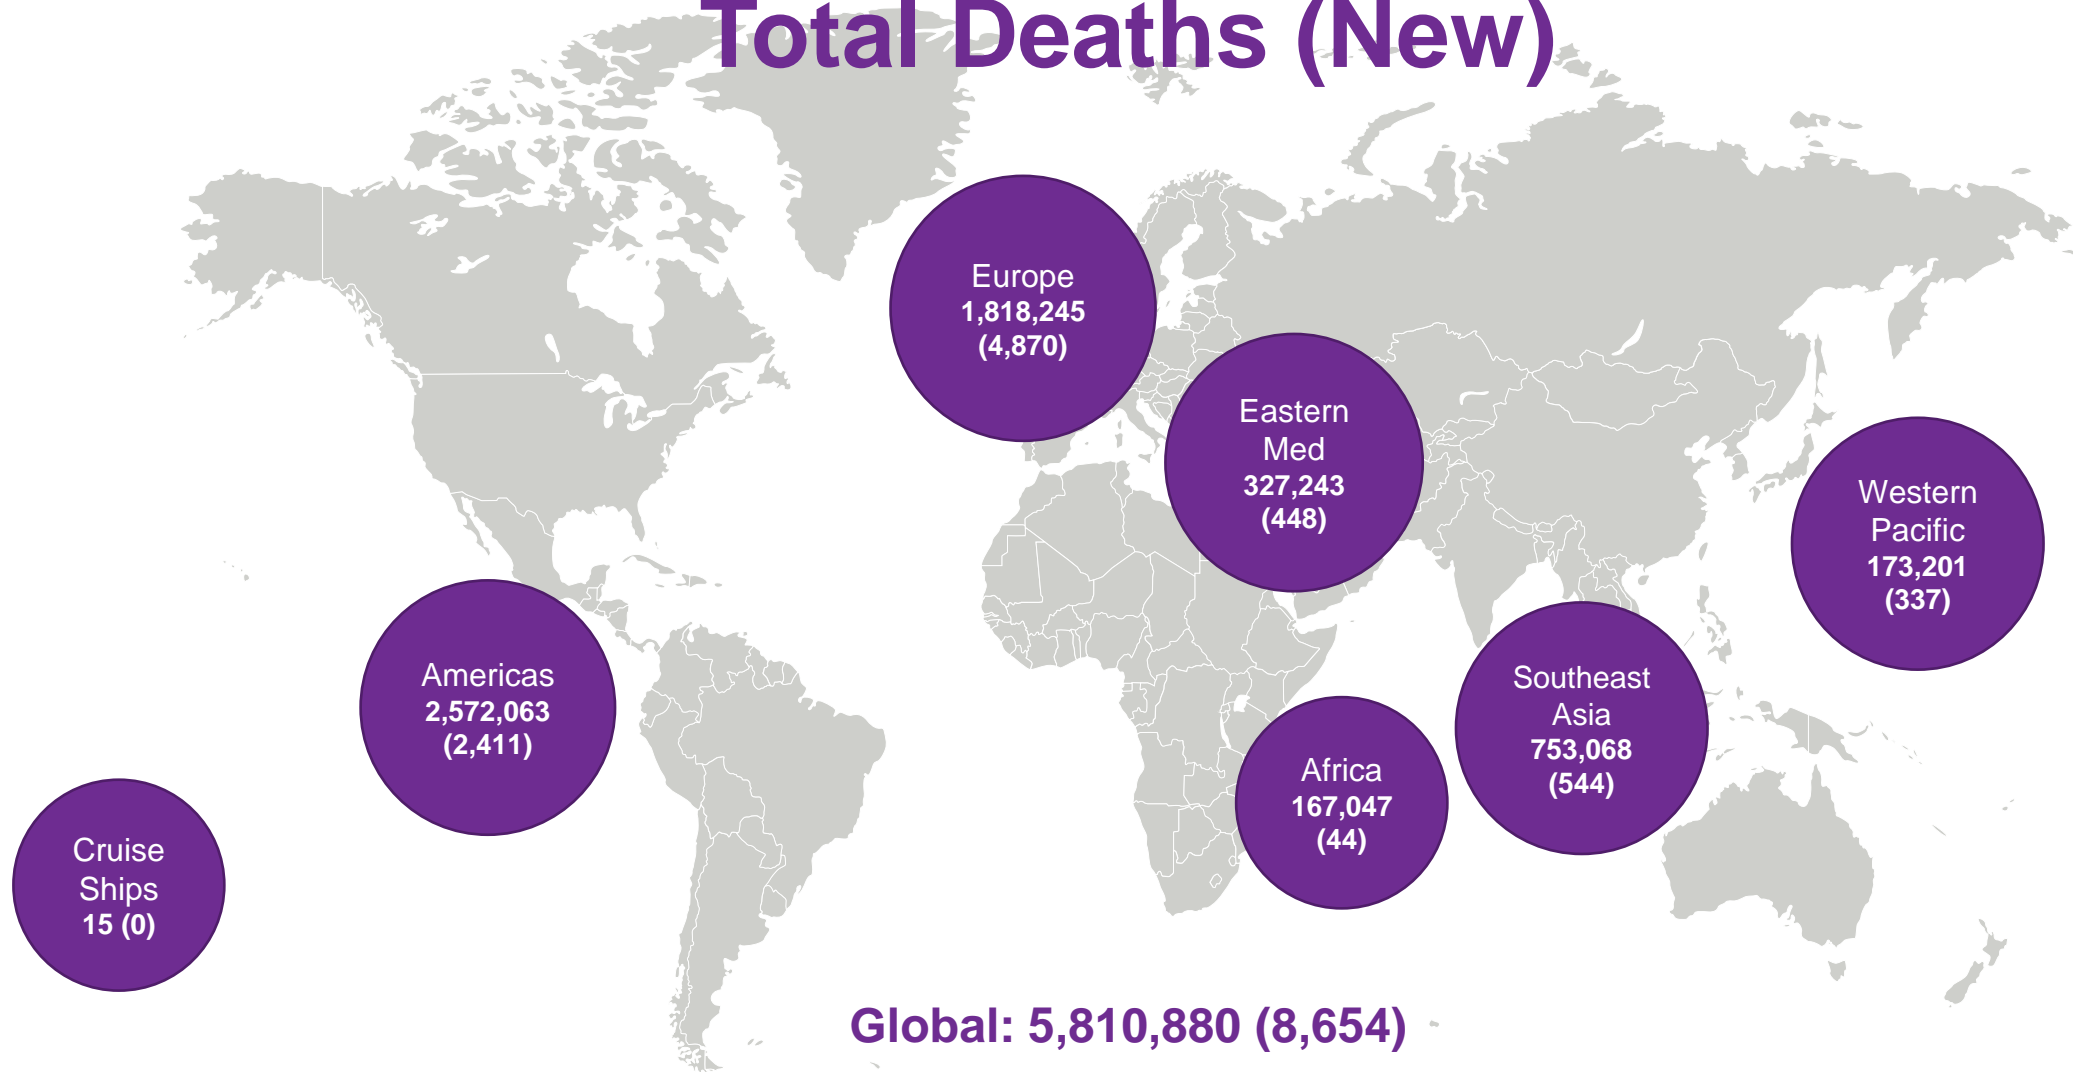 Total Deaths (New)
Europe
1,818,245
(4,870)
Eastern
Med
327,243
(448)
Western
Pacific
173,201
(337)
Americas
2,572,063
(2,411)
Southeast
Asia
753,068
(544)
Africa
167,047
(44)
Cruise
Ships
15 (0)
Global: 5,810,880 (8,654)